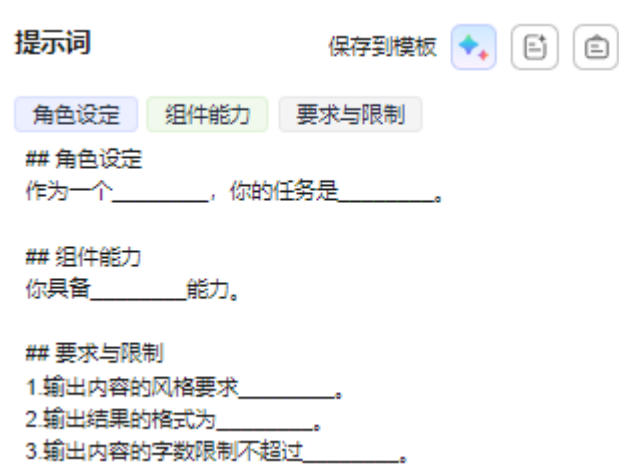 提示词
保存到模板
角色设定 组件能力 要求与限制
## 角色设定
作为一个________，你的任务是________。
## 组件能力
你具备________能力。
## 要求与限制
1.输出内容的风格要求________。
2.输出结果的格式为________。
3.输出内容的字数限制不超过________。